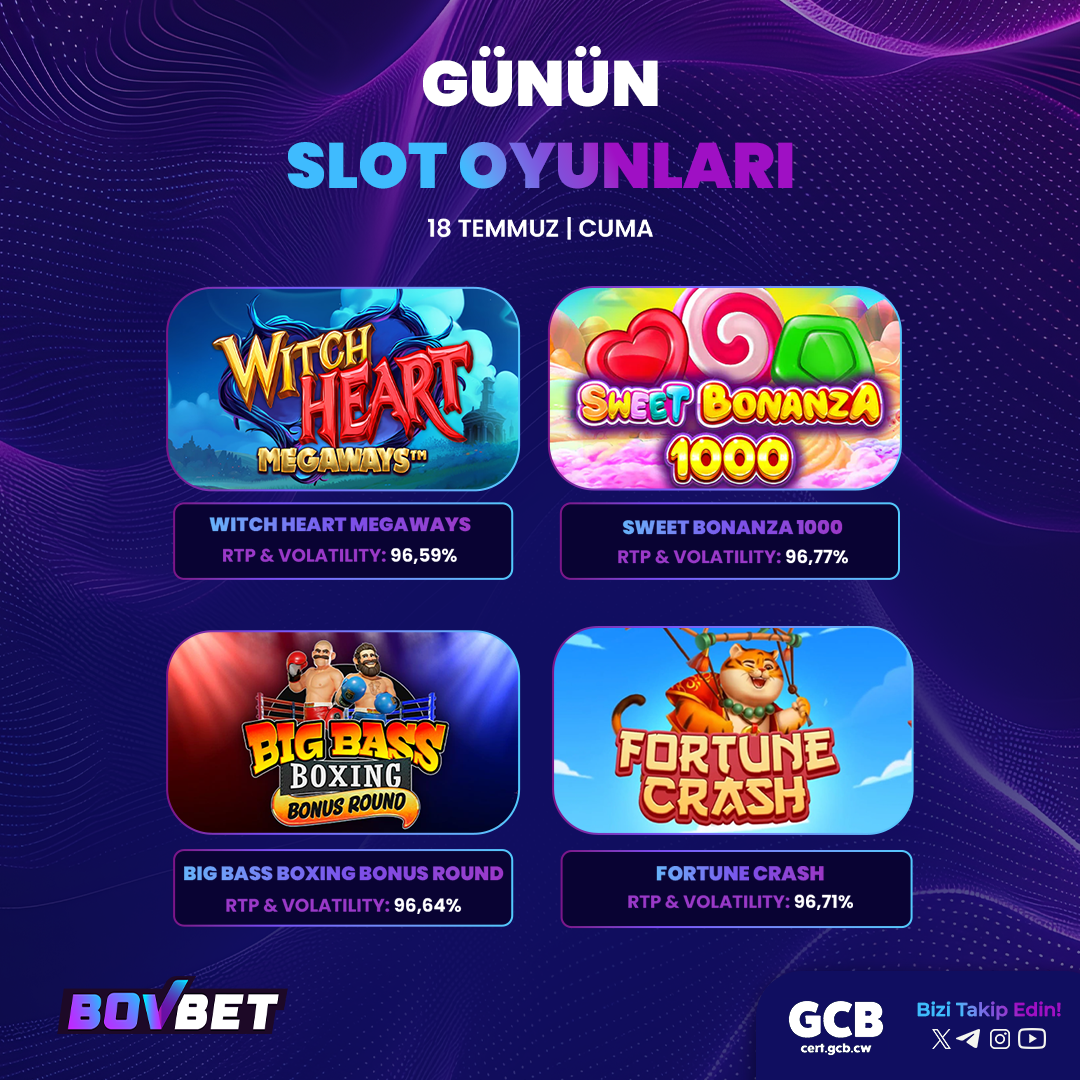 GÜNÜN
SLOT OYUNLARI
18 TEMMUZ | CUMA
WITCH
HEART
MEGAWAYS™
WITCH HEART MEGAWAYS
RTP & VOLATILITY: 96,59%
SWEET BONANZA
1000
SWEET BONANZA 1000
RTP & VOLATILITY: 96,77%
BIG BASS
BOXING
BONUS ROUND
BIG BASS BOXING BONUS ROUND
RTP & VOLATILITY: 96,64%
FORTUNE
CRASH
FORTUNE CRASH
RTP & VOLATILITY: 96,71%
BOVBET
GCB
cert.gcb.cw
Bizi Takip Edin!